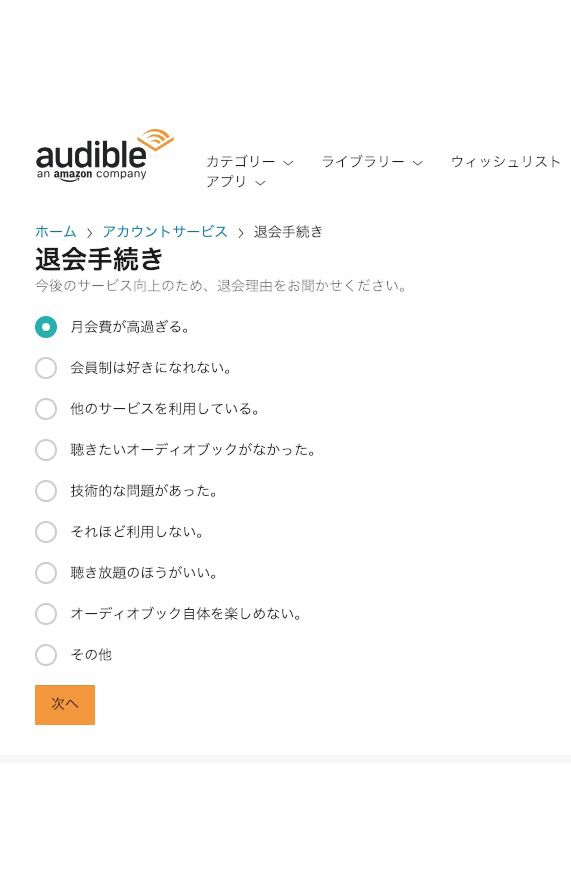 audible
an amazon company
カテゴリー ライブラリー ウィッシュリスト
アプリ
ホーム > アカウントサービス > 退会手続き
退会手続き
今後のサービス向上のため、退会理由をお聞かせください。
月会費が高過ぎる。
会員制は好きになれない。
他のサービスを利用している。
聴きたいオーディオブックがなかった。
技術的な問題があった。
それほど利用しない。
聴き放題のほうがいい。
オーディオブック自体を楽しめない。
その他
次へ